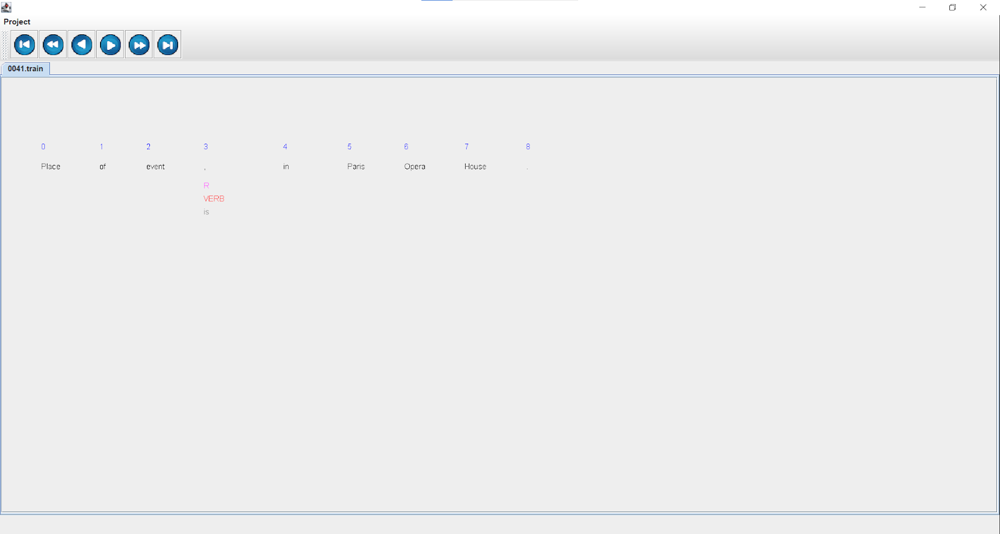 Project
0041.train
0 1 2 3 4 5 6 7 8
Place of event , in Paris Opera House .
R
VERB
is